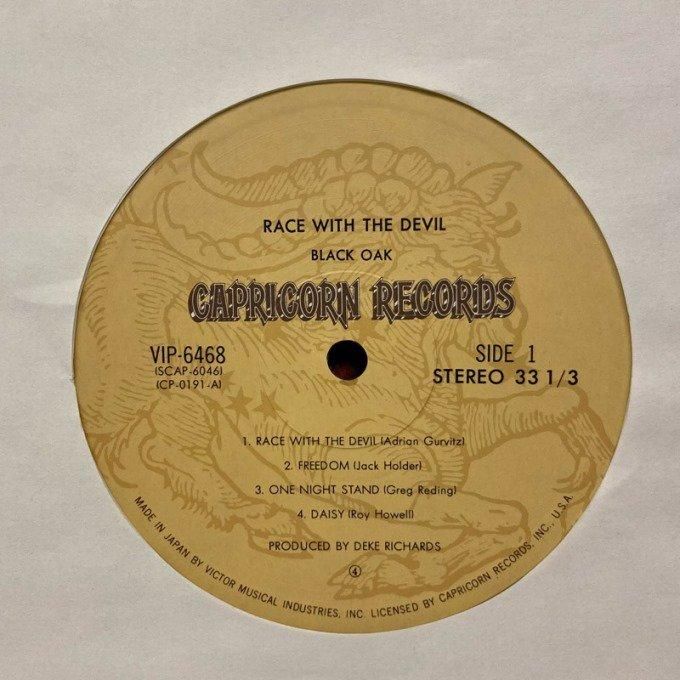 RACE WITH THE DEVIL
BLACK OAK
CAPRICORN RECORDS
VIP-6468
(SCAP-6046)
(CP-0191-A)
SIDE 1
STEREO 33 1/3
1. RACE WITH THE DEVIL (Adrian Gurvitz)
2. FREEDOM (Jack Holder)
3. ONE NIGHT STAND (Greg Reding)
4. DAISY (Roy Howell)
PRODUCED BY DEKE RICHARDS
④
MADE IN JAPAN BY VICTOR MUSICAL INDUSTRIES, INC. LICENSED BY CAPRICORN RECORDS, INC., U.S.A.